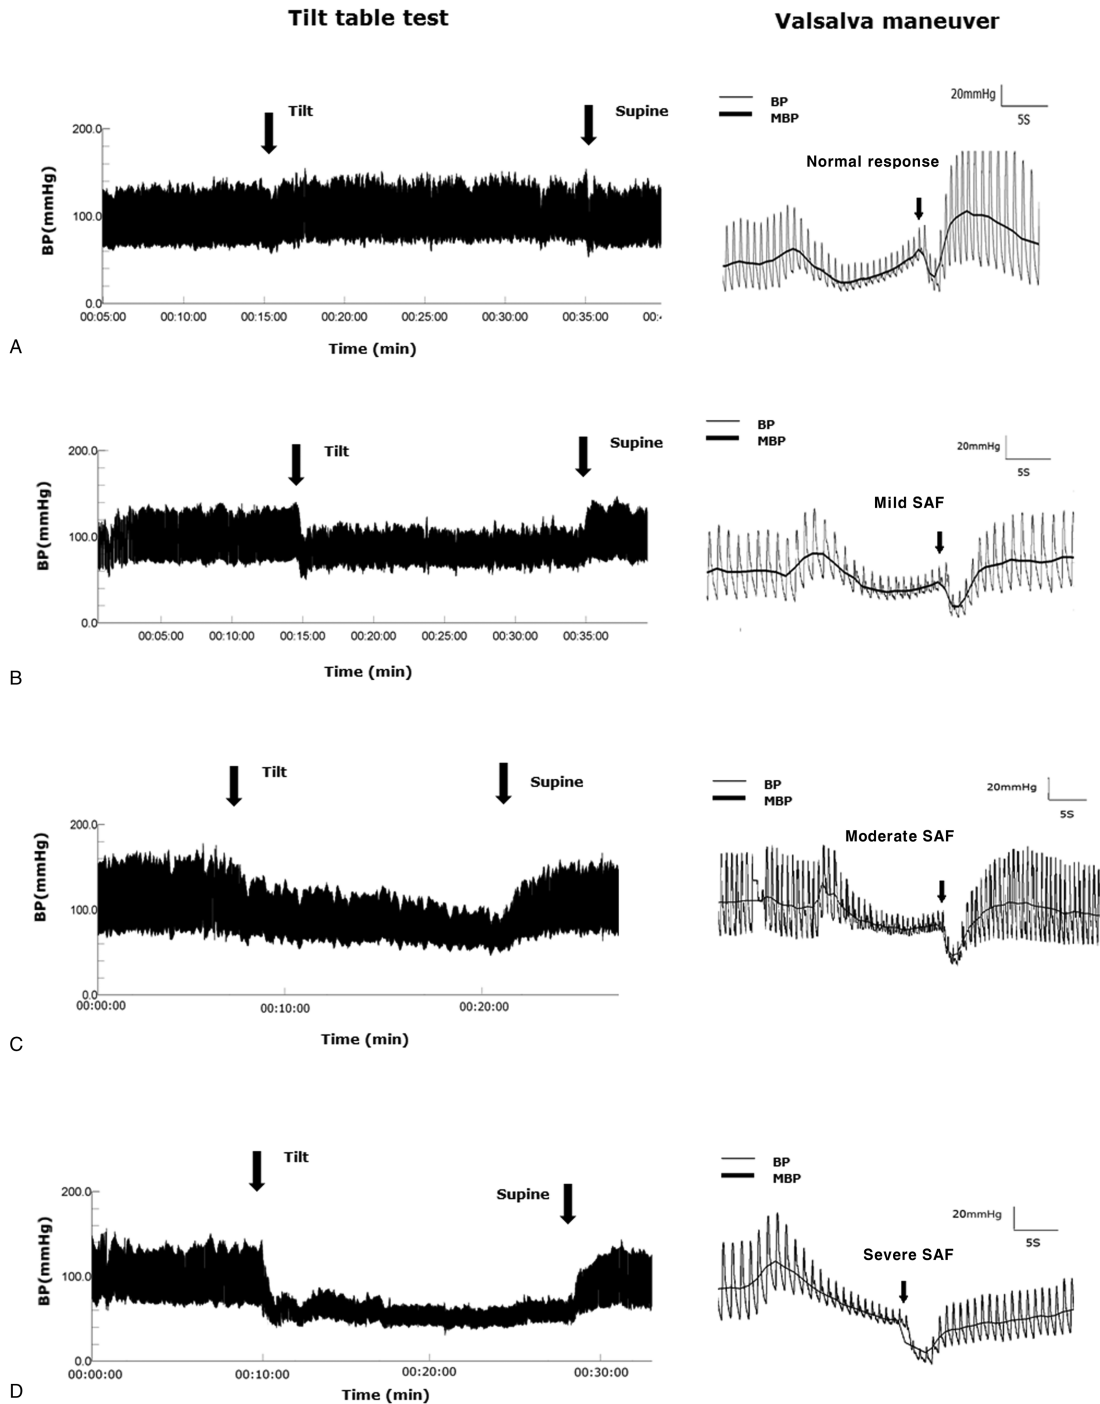 Tilt table test
Valsalva maneuver
Tilt
Supine
200.0
100.0
0.0
BP(mmHg)
00:05:00 00:10:00 00:15:00 00:20:00 00:25:00 00:30:00 00:35:00 00:4
Time (min)
A
BP
MBP
20mmHg
5S
Normal response
Tilt
Supine
200.0
100.0
0.0
BP(mmHg)
00:05:00 00:10:00 00:15:00 00:20:00 00:25:00 00:30:00 00:35:00
Time (min)
B
BP
MBP
20mmHg
5S
Mild SAF
Tilt
Supine
200.0
100.0
0.0
BP(mmHg)
00:00:00 00:10:00 00:20:00
Time (min)
C
BP
MBP
20mmHg
5S
Moderate SAF
Tilt
Supine
200.0
100.0
0.0
BP(mmHg)
00:00:00 00:10:00 00:20:00 00:30:00
Time (min)
D
BP
MBP
20mmHg
5S
Severe SAF